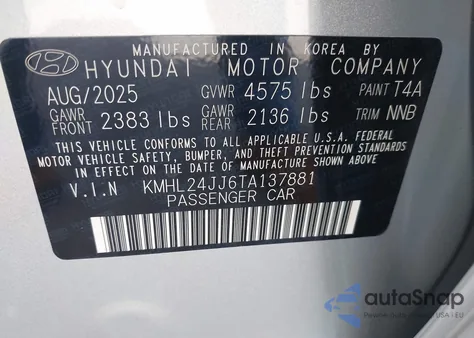 MANUFACTURED IN KOREA BY
HYUNDAI MOTOR COMPANY
AUG/2025 GVWR 4575 lbs PAINT T4A
GAWR FRONT 2383 lbs GAWR REAR 2136 lbs TRIM NNB
THIS VEHICLE CONFORMS TO ALL APPLICABLE U.S.A. FEDERAL
MOTOR VEHICLE SAFETY, BUMPER, AND THEFT PREVENTION STANDARDS
IN EFFECT ON THE DATE OF MANUFACTURE SHOWN ABOVE.
V.I.N KMHL24JJ6TA137881
PASSENGER CAR
autoSnap
USA | EU